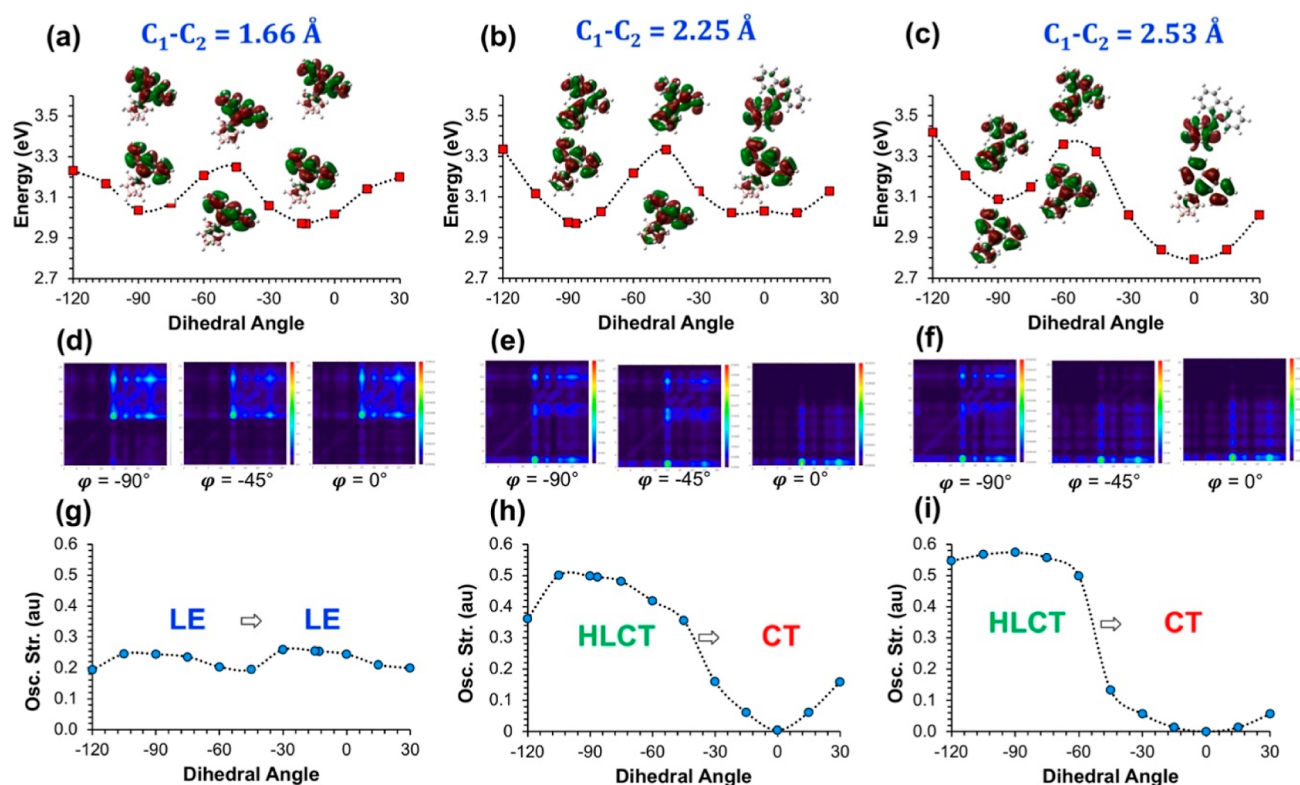 (a) C₁-C₂ = 1.66 Å
(b) C₁-C₂ = 2.25 Å
(c) C₁-C₂ = 2.53 Å
Energy (eV)
3.5
3.3
3.1
2.9
2.7
-120 -90 -60 -30 0 30
Dihedral Angle
Energy (eV)
3.5
3.3
3.1
2.9
2.7
-120 -90 -60 -30 0 30
Dihedral Angle
Energy (eV)
3.5
3.3
3.1
2.9
2.7
-120 -90 -60 -30 0 30
Dihedral Angle
(d)
φ = -90° φ = -45° φ = 0°
(e)
φ = -90° φ = -45° φ = 0°
(f)
φ = -90° φ = -45° φ = 0°
(g)
Osc. Str. (au)
0.6
0.5
0.4
0.3
0.2
0.1
0.0
LE ⇨ LE
-120 -90 -60 -30 0 30
Dihedral Angle
(h)
Osc. Str. (au)
0.6
0.5
0.4
0.3
0.2
0.1
0
HLCT ⇨ CT
-120 -90 -60 -30 0 30
Dihedral Angle
(i)
Osc. Str. (au)
0.6
0.5
0.4
0.3
0.2
0.1
0.0
HLCT ⇨ CT
-120 -90 -60 -30 0 30
Dihedral Angle